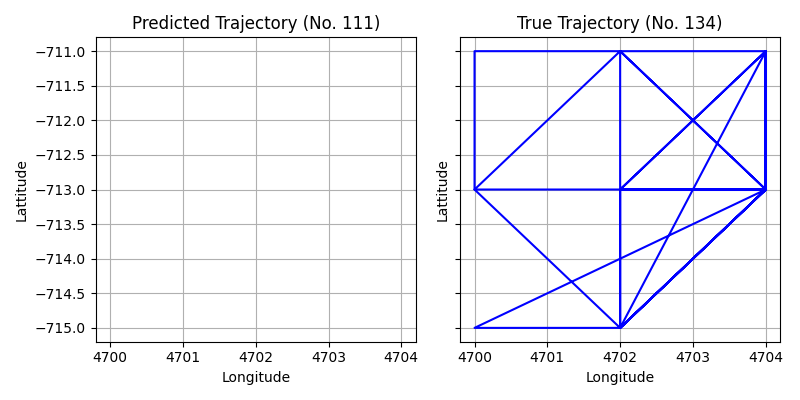 Predicted Trajectory (No. 111)
True Trajectory (No. 134)
−711.0
−711.5
−712.0
−712.5
−713.0
−713.5
−714.0
−714.5
−715.0
Lattitude
Lattitude
4700 4701 4702 4703 4704
4700 4701 4702 4703 4704
Longitude
Longitude